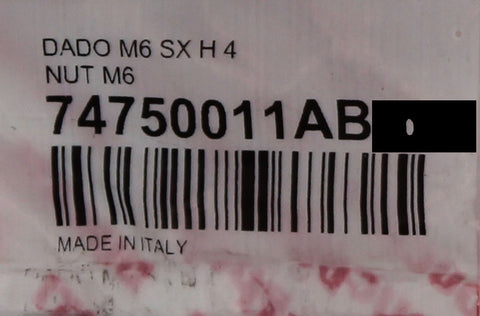 DADO M6 SX H 4
NUT M6
74750011AB
MADE IN ITALY